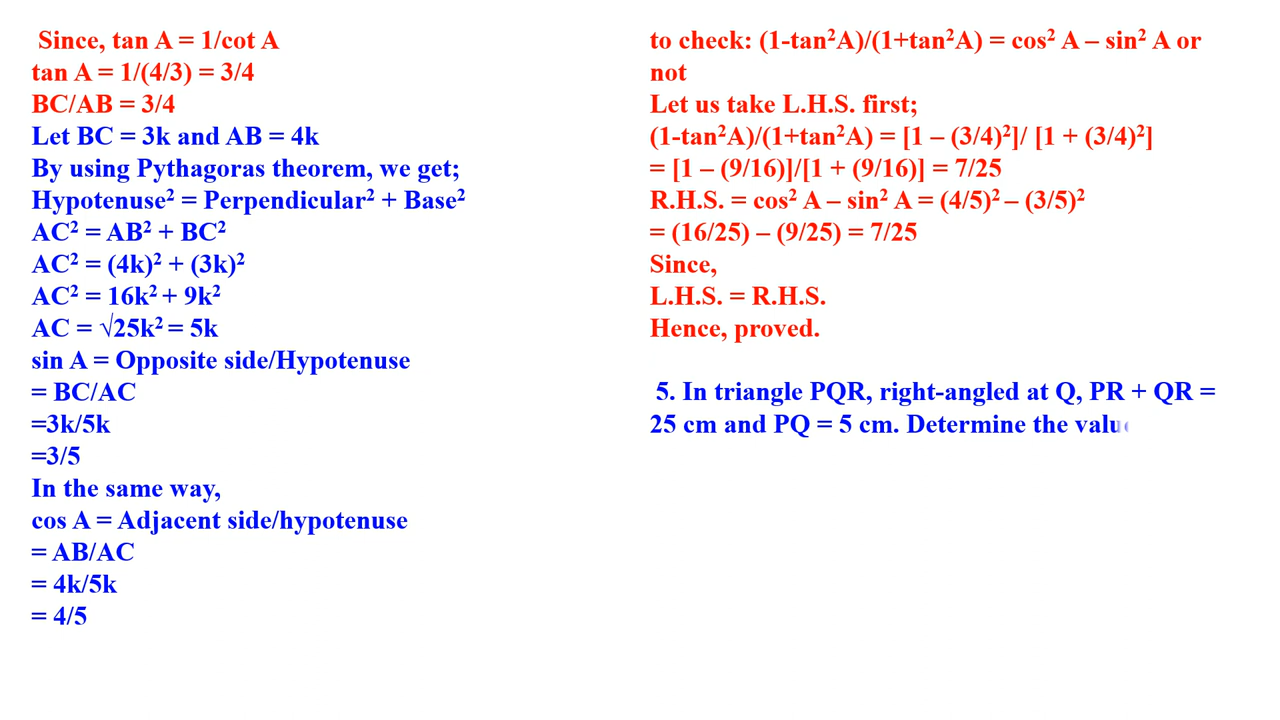 Since, tan A = 1/cot A
tan A = 1/(4/3) = 3/4
BC/AB = 3/4
Let BC = 3k and AB = 4k
By using Pythagoras theorem, we get;
Hypotenuse² = Perpendicular² + Base²
AC² = AB² + BC²
AC² = (4k)² + (3k)²
AC² = 16k² + 9k²
AC = √25k² = 5k
sin A = Opposite side/Hypotenuse
= BC/AC
=3k/5k
=3/5
In the same way,
cos A = Adjacent side/hypotenuse
= AB/AC
= 4k/5k
= 4/5
to check: (1-tan²A)/(1+tan²A) = cos² A – sin² A or
not
Let us take L.H.S. first;
(1-tan²A)/(1+tan²A) = [1 – (3/4)²]/ [1 + (3/4)²]
= [1 – (9/16)]/[1 + (9/16)] = 7/25
R.H.S. = cos² A – sin² A = (4/5)² – (3/5)²
= (16/25) – (9/25) = 7/25
Since,
L.H.S. = R.H.S.
Hence, proved.
5. In triangle PQR, right-angled at Q, PR + QR =
25 cm and PQ = 5 cm. Determine the